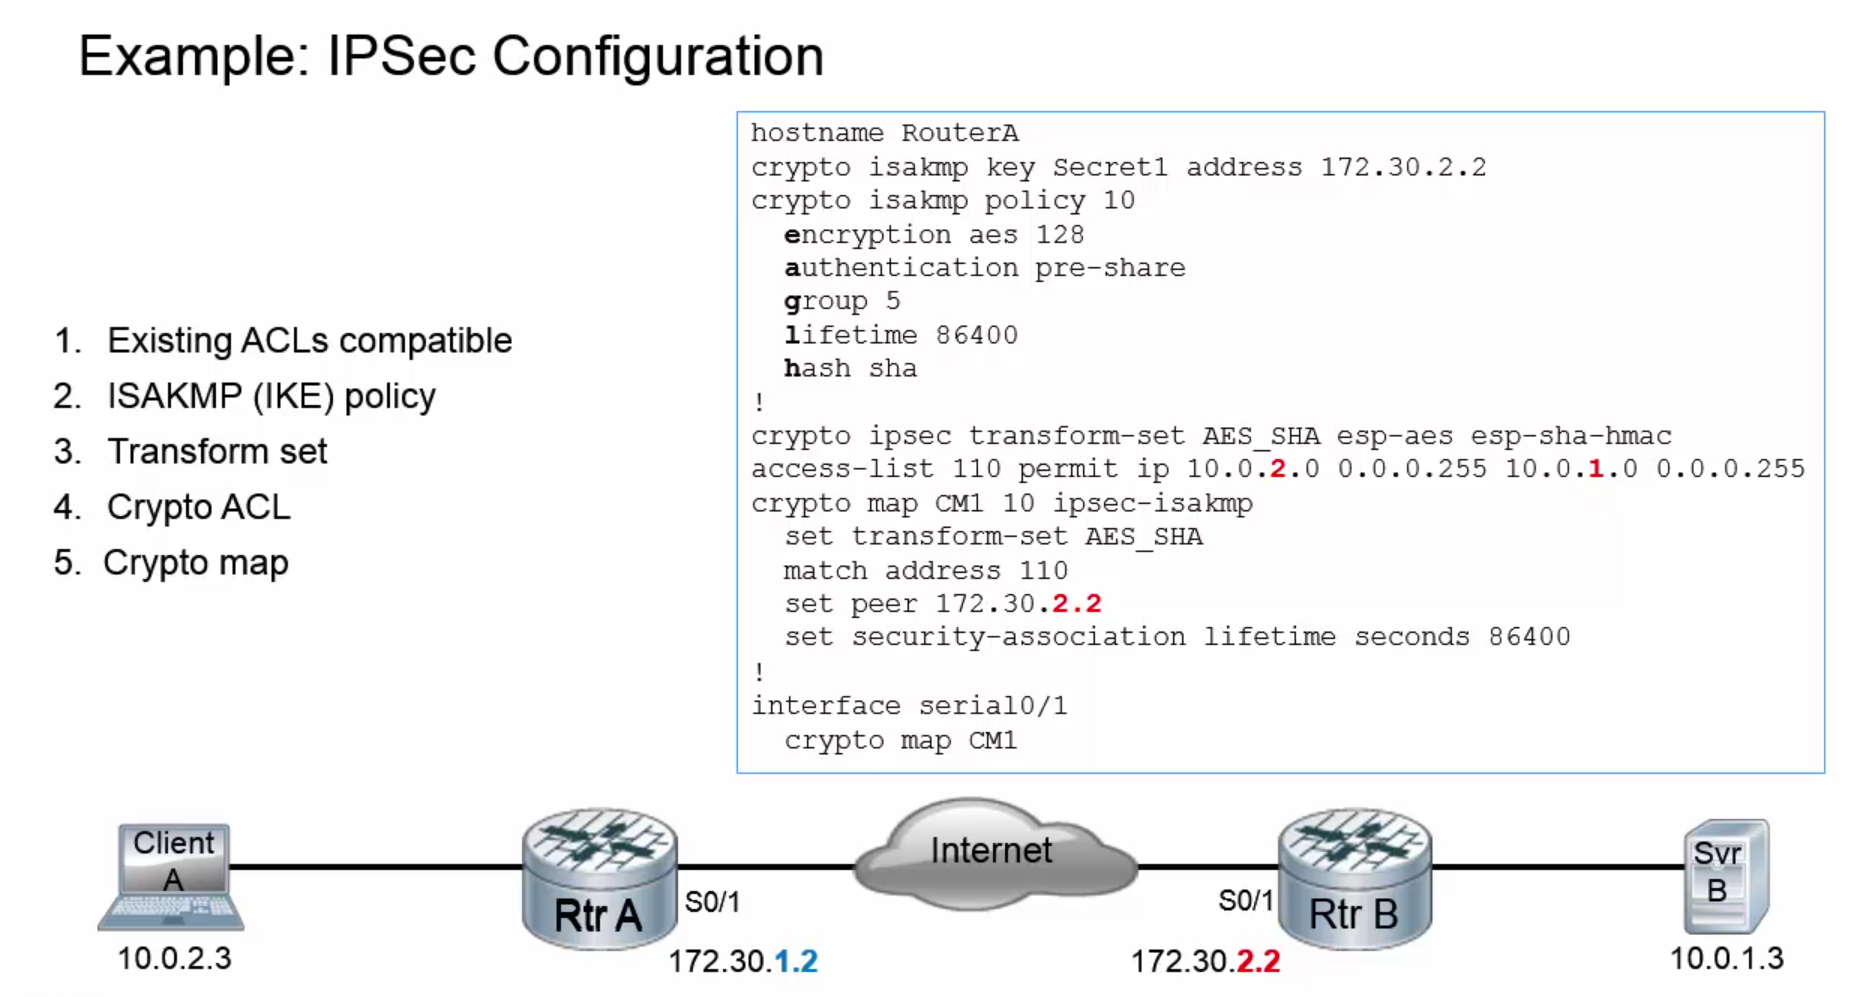 Example: IPSec Configuration
1. Existing ACLs compatible
2. ISAKMP (IKE) policy
3. Transform set
4. Crypto ACL
5. Crypto map
hostname RouterA
crypto isakmp key Secret1 address 172.30.2.2
crypto isakmp policy 10
  encryption aes 128
  authentication pre-share
  group 5
  lifetime 86400
  hash sha
!
crypto ipsec transform-set AES_SHA esp-aes esp-sha-hmac
access-list 110 permit ip 10.0.2.0 0.0.0.255 10.0.1.0 0.0.0.255
crypto map CM1 10 ipsec-isakmp
  set transform-set AES_SHA
  match address 110
  set peer 172.30.2.2
  set security-association lifetime seconds 86400
!
interface serial0/1
  crypto map CM1
Client
A
10.0.2.3
Rtr A
S0/1
172.30.1.2
Internet
S0/1
172.30.2.2
Rtr B
Svr
B
10.0.1.3